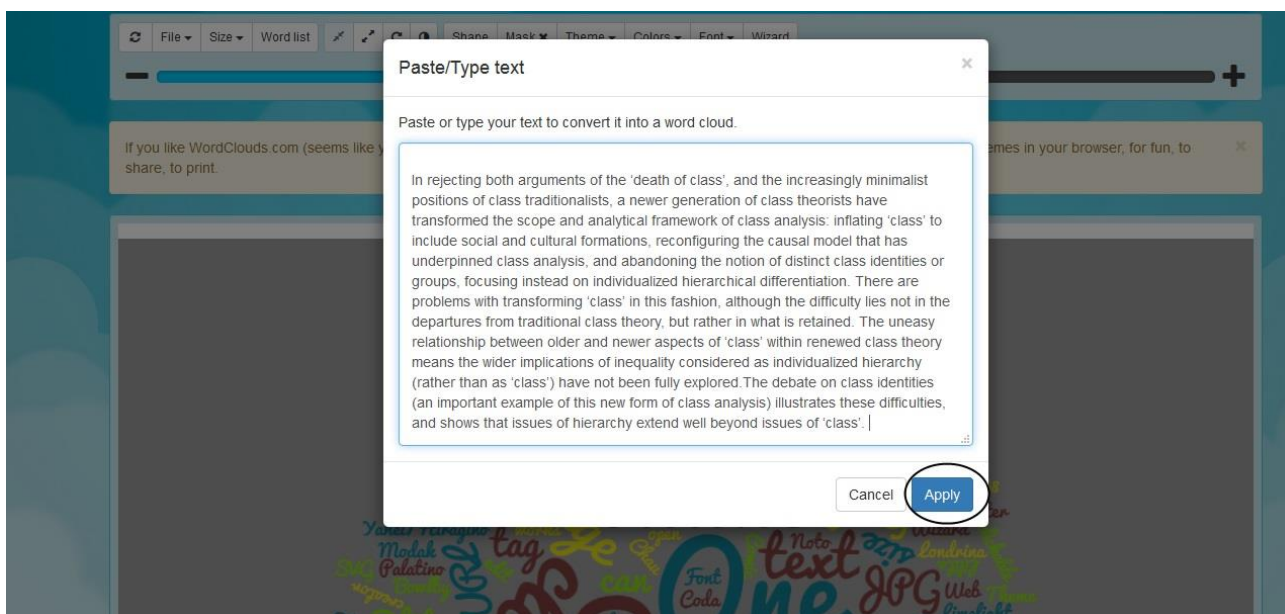 File Size Word list Shape Mask Theme Colors Font Wizard
Paste/Type text
Paste or type your text to convert it into a word cloud.
If you like WordClouds.com (seems like
emes in your browser, for fun, to
share, to print.
In rejecting both arguments of the ‘death of class’, and the increasingly minimalist
positions of class traditionalists, a newer generation of class theorists have
transformed the scope and analytical framework of class analysis: inflating ‘class’ to
include social and cultural formations, reconfiguring the causal model that has
underpinned class analysis, and abandoning the notion of distinct class identities or
groups, focusing instead on individualized hierarchical differentiation. There are
problems with transforming ‘class’ in this fashion, although the difficulty lies not in the
departures from traditional class theory, but rather in what is retained. The uneasy
relationship between older and newer aspects of ‘class’ within renewed class theory
means the wider implications of inequality considered as individualized hierarchy
(rather than as ‘class’) have not been fully explored.The debate on class identities
(an important example of this new form of class analysis) illustrates these difficulties,
and shows that issues of hierarchy extend well beyond issues of ‘class’.
Cancel Apply
Modak
Palatino
tag
can
Font
Coda
One
Noto
text
JPG
Web
Londrina